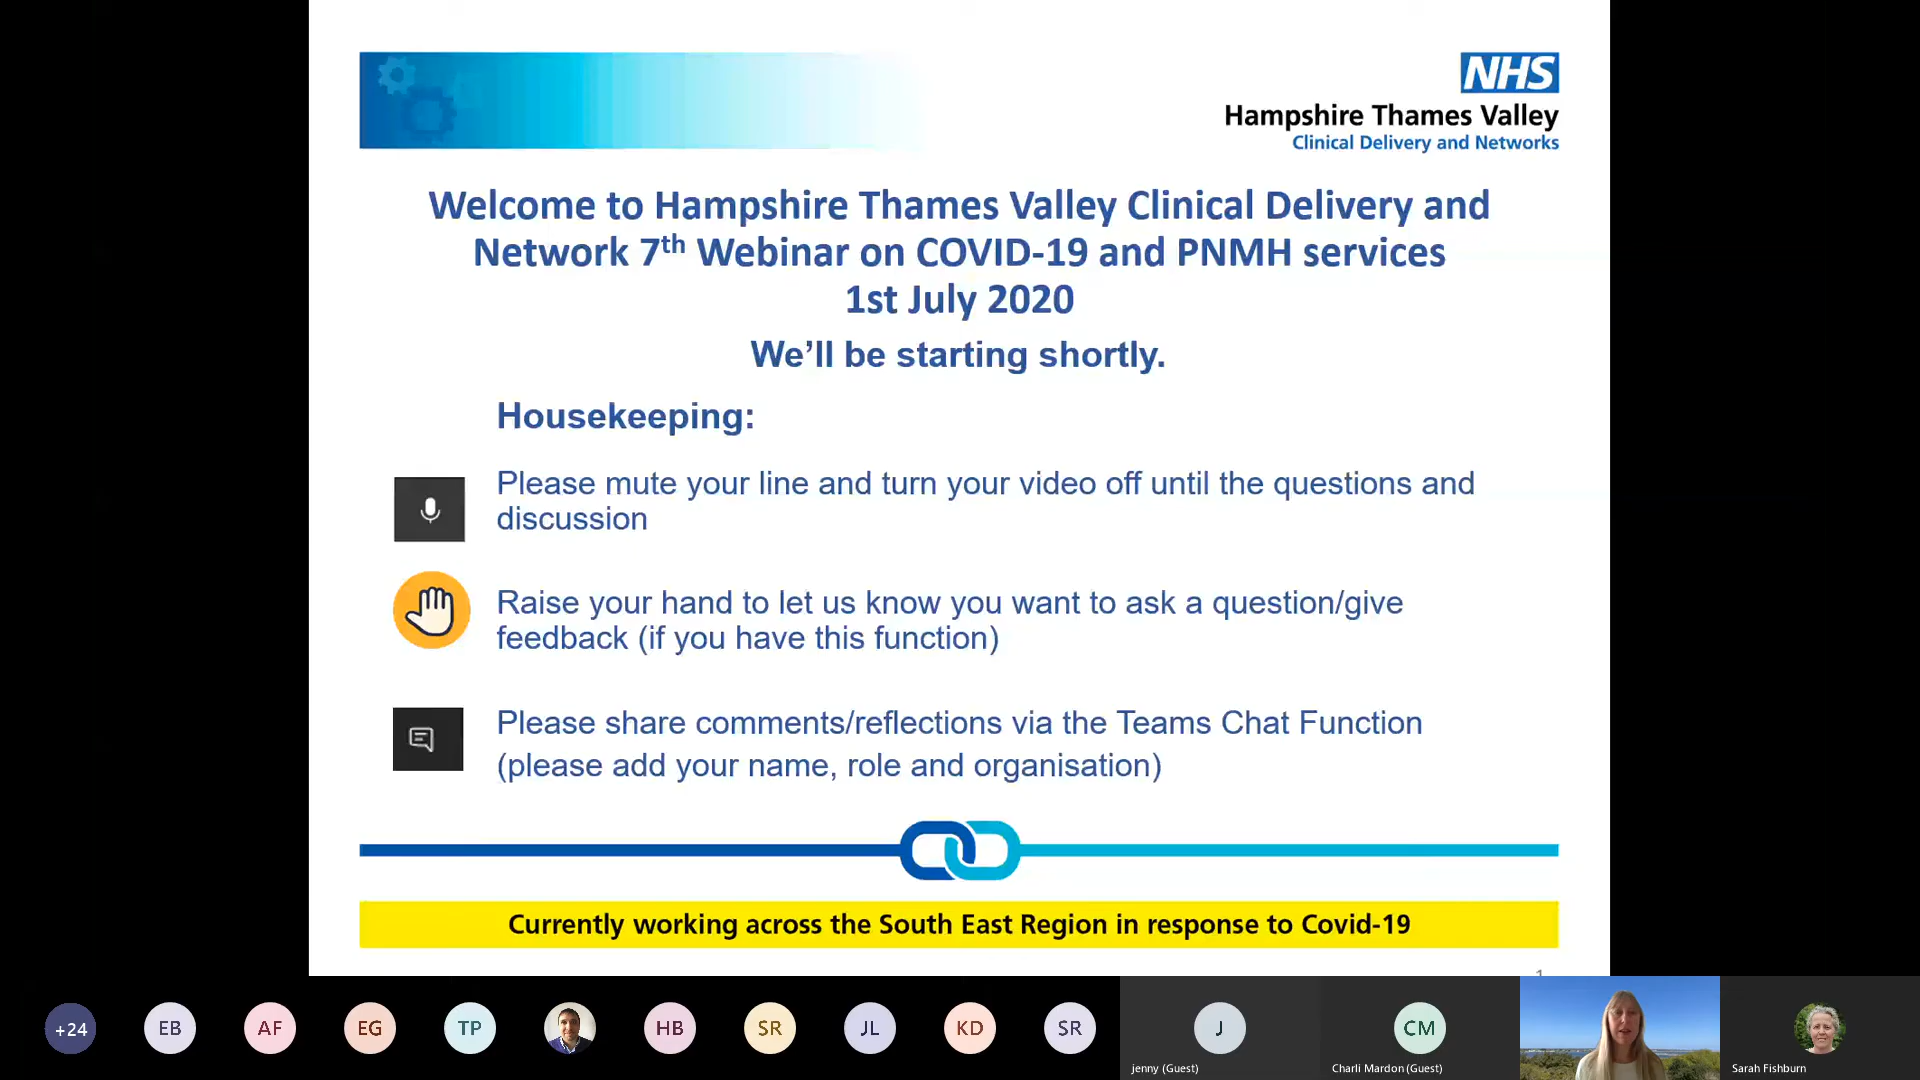 NHS
Hampshire Thames Valley
Clinical Delivery and Networks
Welcome to Hampshire Thames Valley Clinical Delivery and
Network 7th Webinar on COVID-19 and PNMH services
1st July 2020
We’ll be starting shortly.
Housekeeping:
Please mute your line and turn your video off until the questions and
discussion
Raise your hand to let us know you want to ask a question/give
feedback (if you have this function)
Please share comments/reflections via the Teams Chat Function
(please add your name, role and organisation)
Currently working across the South East Region in response to Covid-19
1
+24 EB AF EG TP HB SR JL KD SR J CM
jenny (Guest) Charli Mardon (Guest) Sarah Fishburn